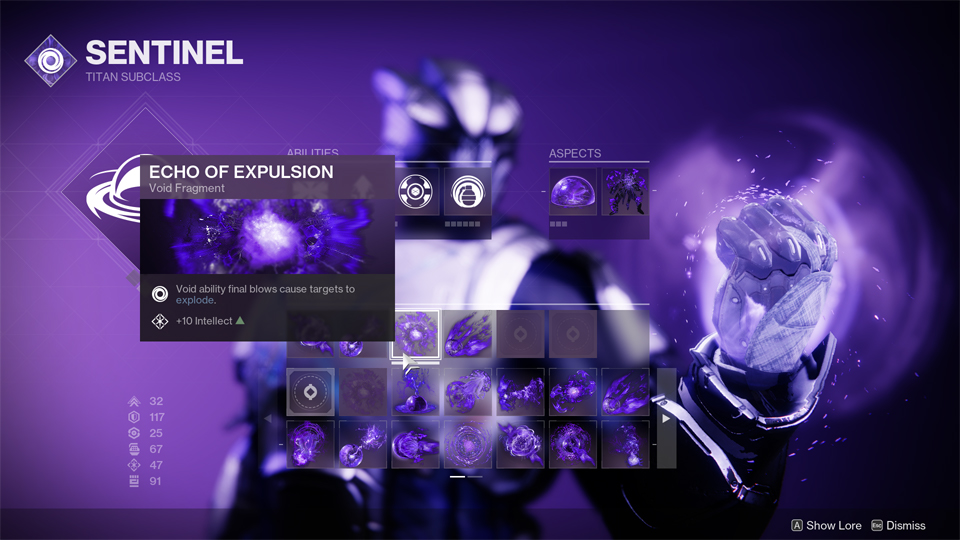 SENTINEL
TITAN SUBCLASS
ABILITIES
ASPECTS
ECHO OF EXPULSION
Void Fragment
Void ability final blows cause targets to
explode.
+10 Intellect
32
117
25
67
47
91
A Show Lore Esc Dismiss